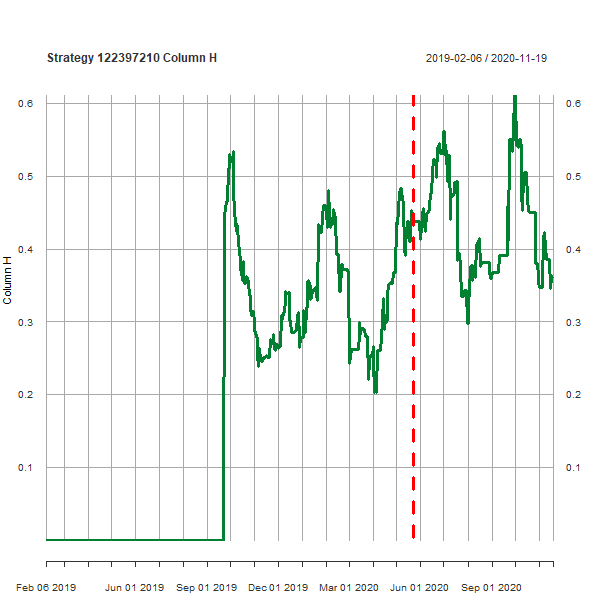 Strategy 122397210 Column H
2019-02-06 / 2020-11-19
0.6
0.6
0.5
0.5
0.4
0.4
Column H
0.3
0.3
0.2
0.2
0.1
0.1
Feb 06 2019
Jun 01 2019
Sep 01 2019
Dec 01 2019
Mar 01 2020
Jun 01 2020
Sep 01 2020